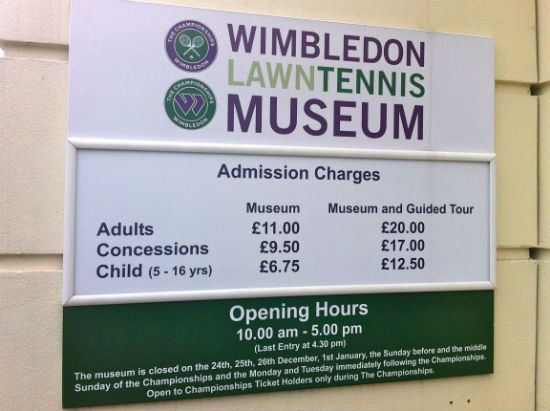 THE CHAMPIONSHIPS
WIMBLEDON
THE CHAMPIONSHIPS
WIMBLEDON
WIMBLEDON
LAWNTENNIS
MUSEUM
Admission Charges
Museum Museum and Guided Tour
Adults £11.00 £20.00
Concessions £9.50 £17.00
Child (5 - 16 yrs) £6.75 £12.50
Opening Hours
10.00 am - 5.00 pm
(Last Entry at 4.30 pm)
The museum is closed on the 24th, 25th, 26th December, 1st January, the Sunday before and the middle
Sunday of the Championships and the Monday and Tuesday immediately following the Championships.
Open to Championships Ticket Holders only during The Championships.